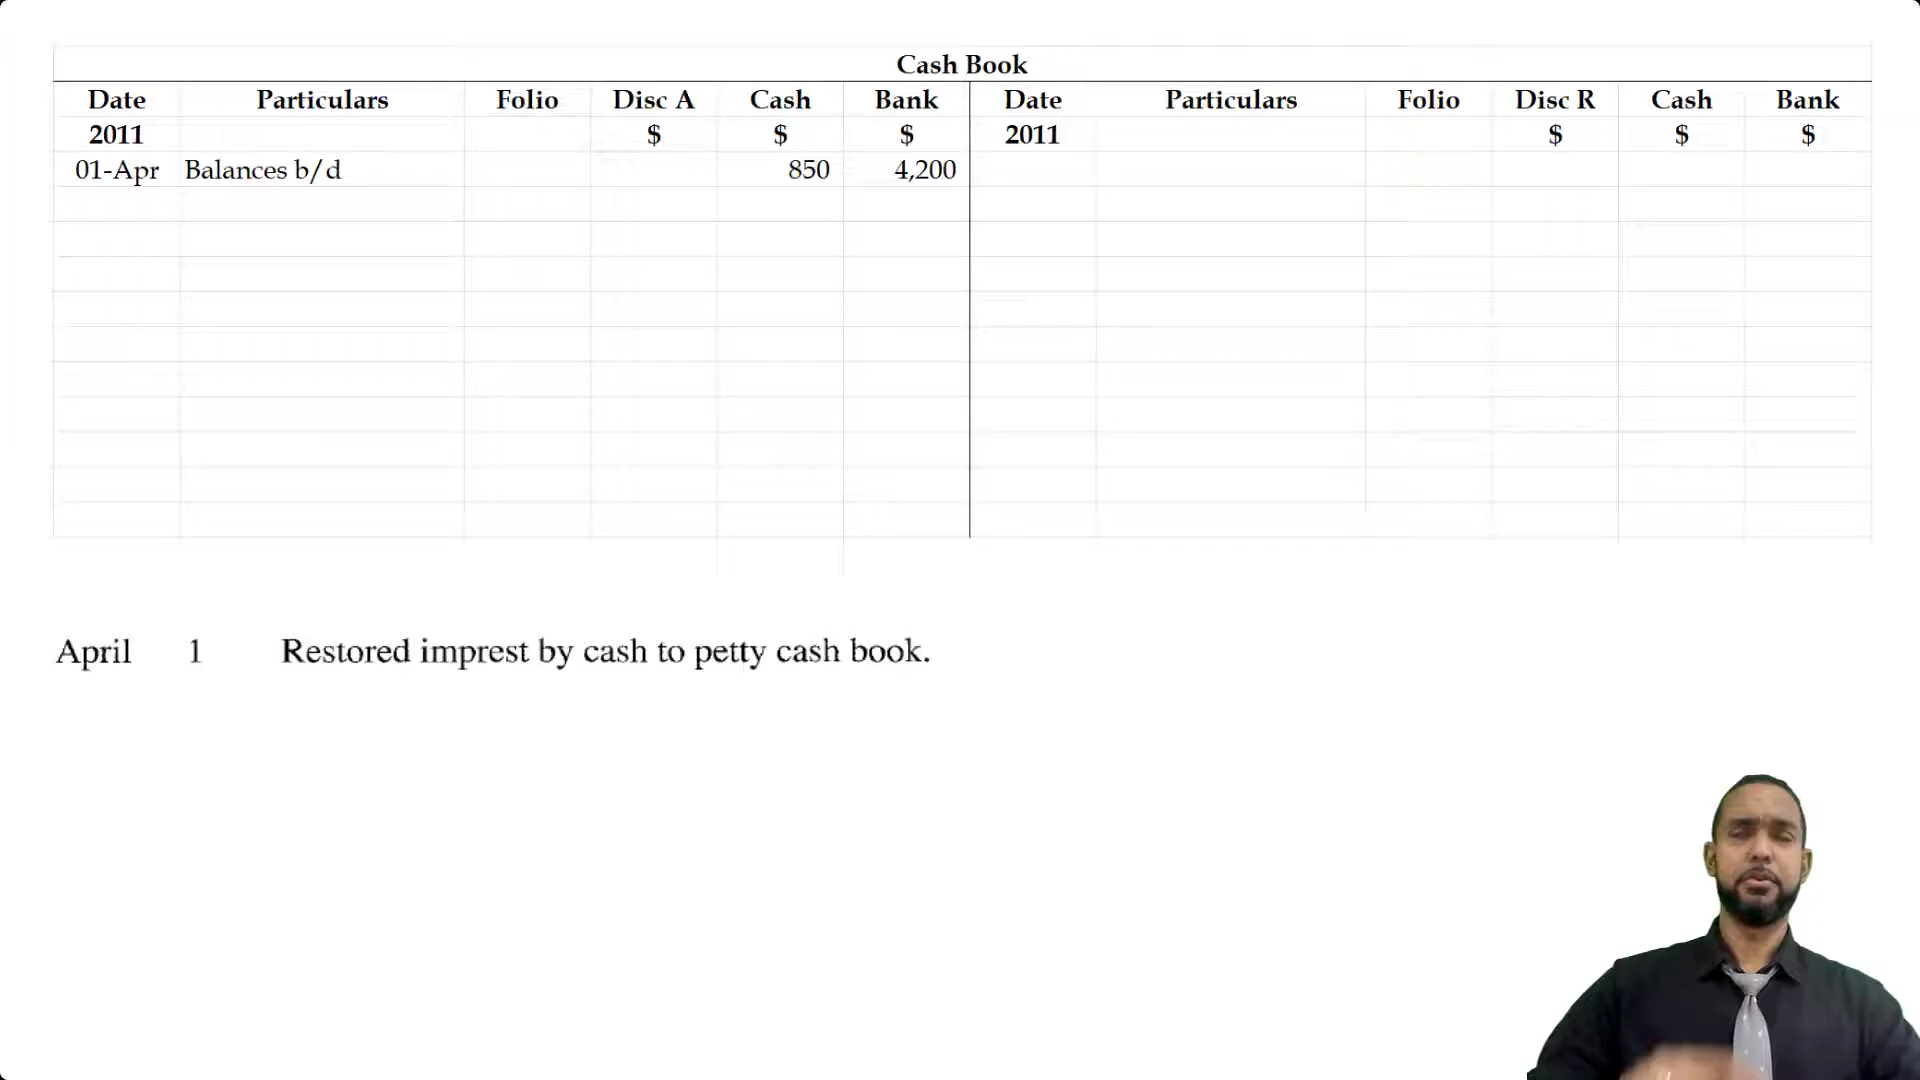 Cash Book
Date Particulars Folio Disc A Cash Bank Date Particulars Folio Disc R Cash Bank
2011 $ $ $ 2011 $ $ $
01-Apr Balances b/d 850 4,200
April 1 Restored imprest by cash to petty cash book.